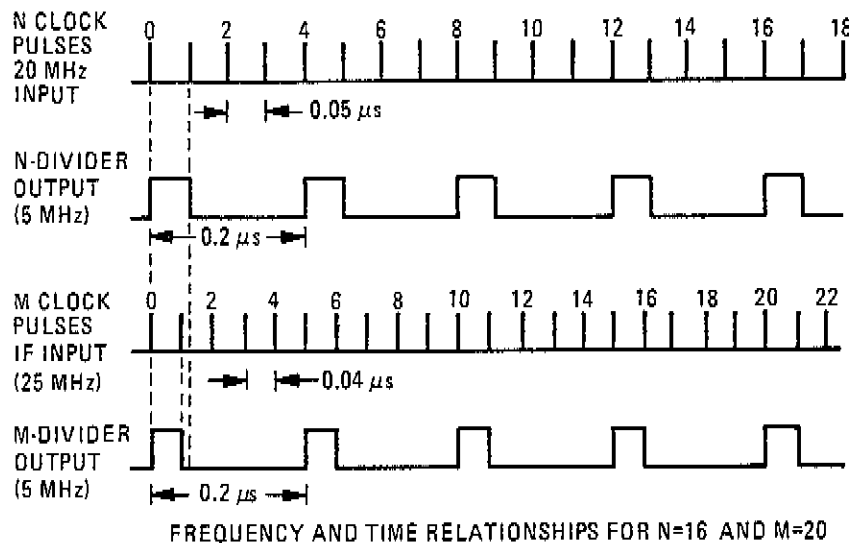 N CLOCK
PULSES
20 MHz
INPUT
0 2 4 6 8 10 12 14 16 18
0.05 µs
N-DIVIDER
OUTPUT
(5 MHz)
0.2 µs
M CLOCK
PULSES
IF INPUT
(25 MHz)
0 2 4 6 8 10 12 14 16 18 20 22
0.04 µs
M-DIVIDER
OUTPUT
(5 MHz)
0.2 µs
FREQUENCY AND TIME RELATIONSHIPS FOR N=16 AND M=20